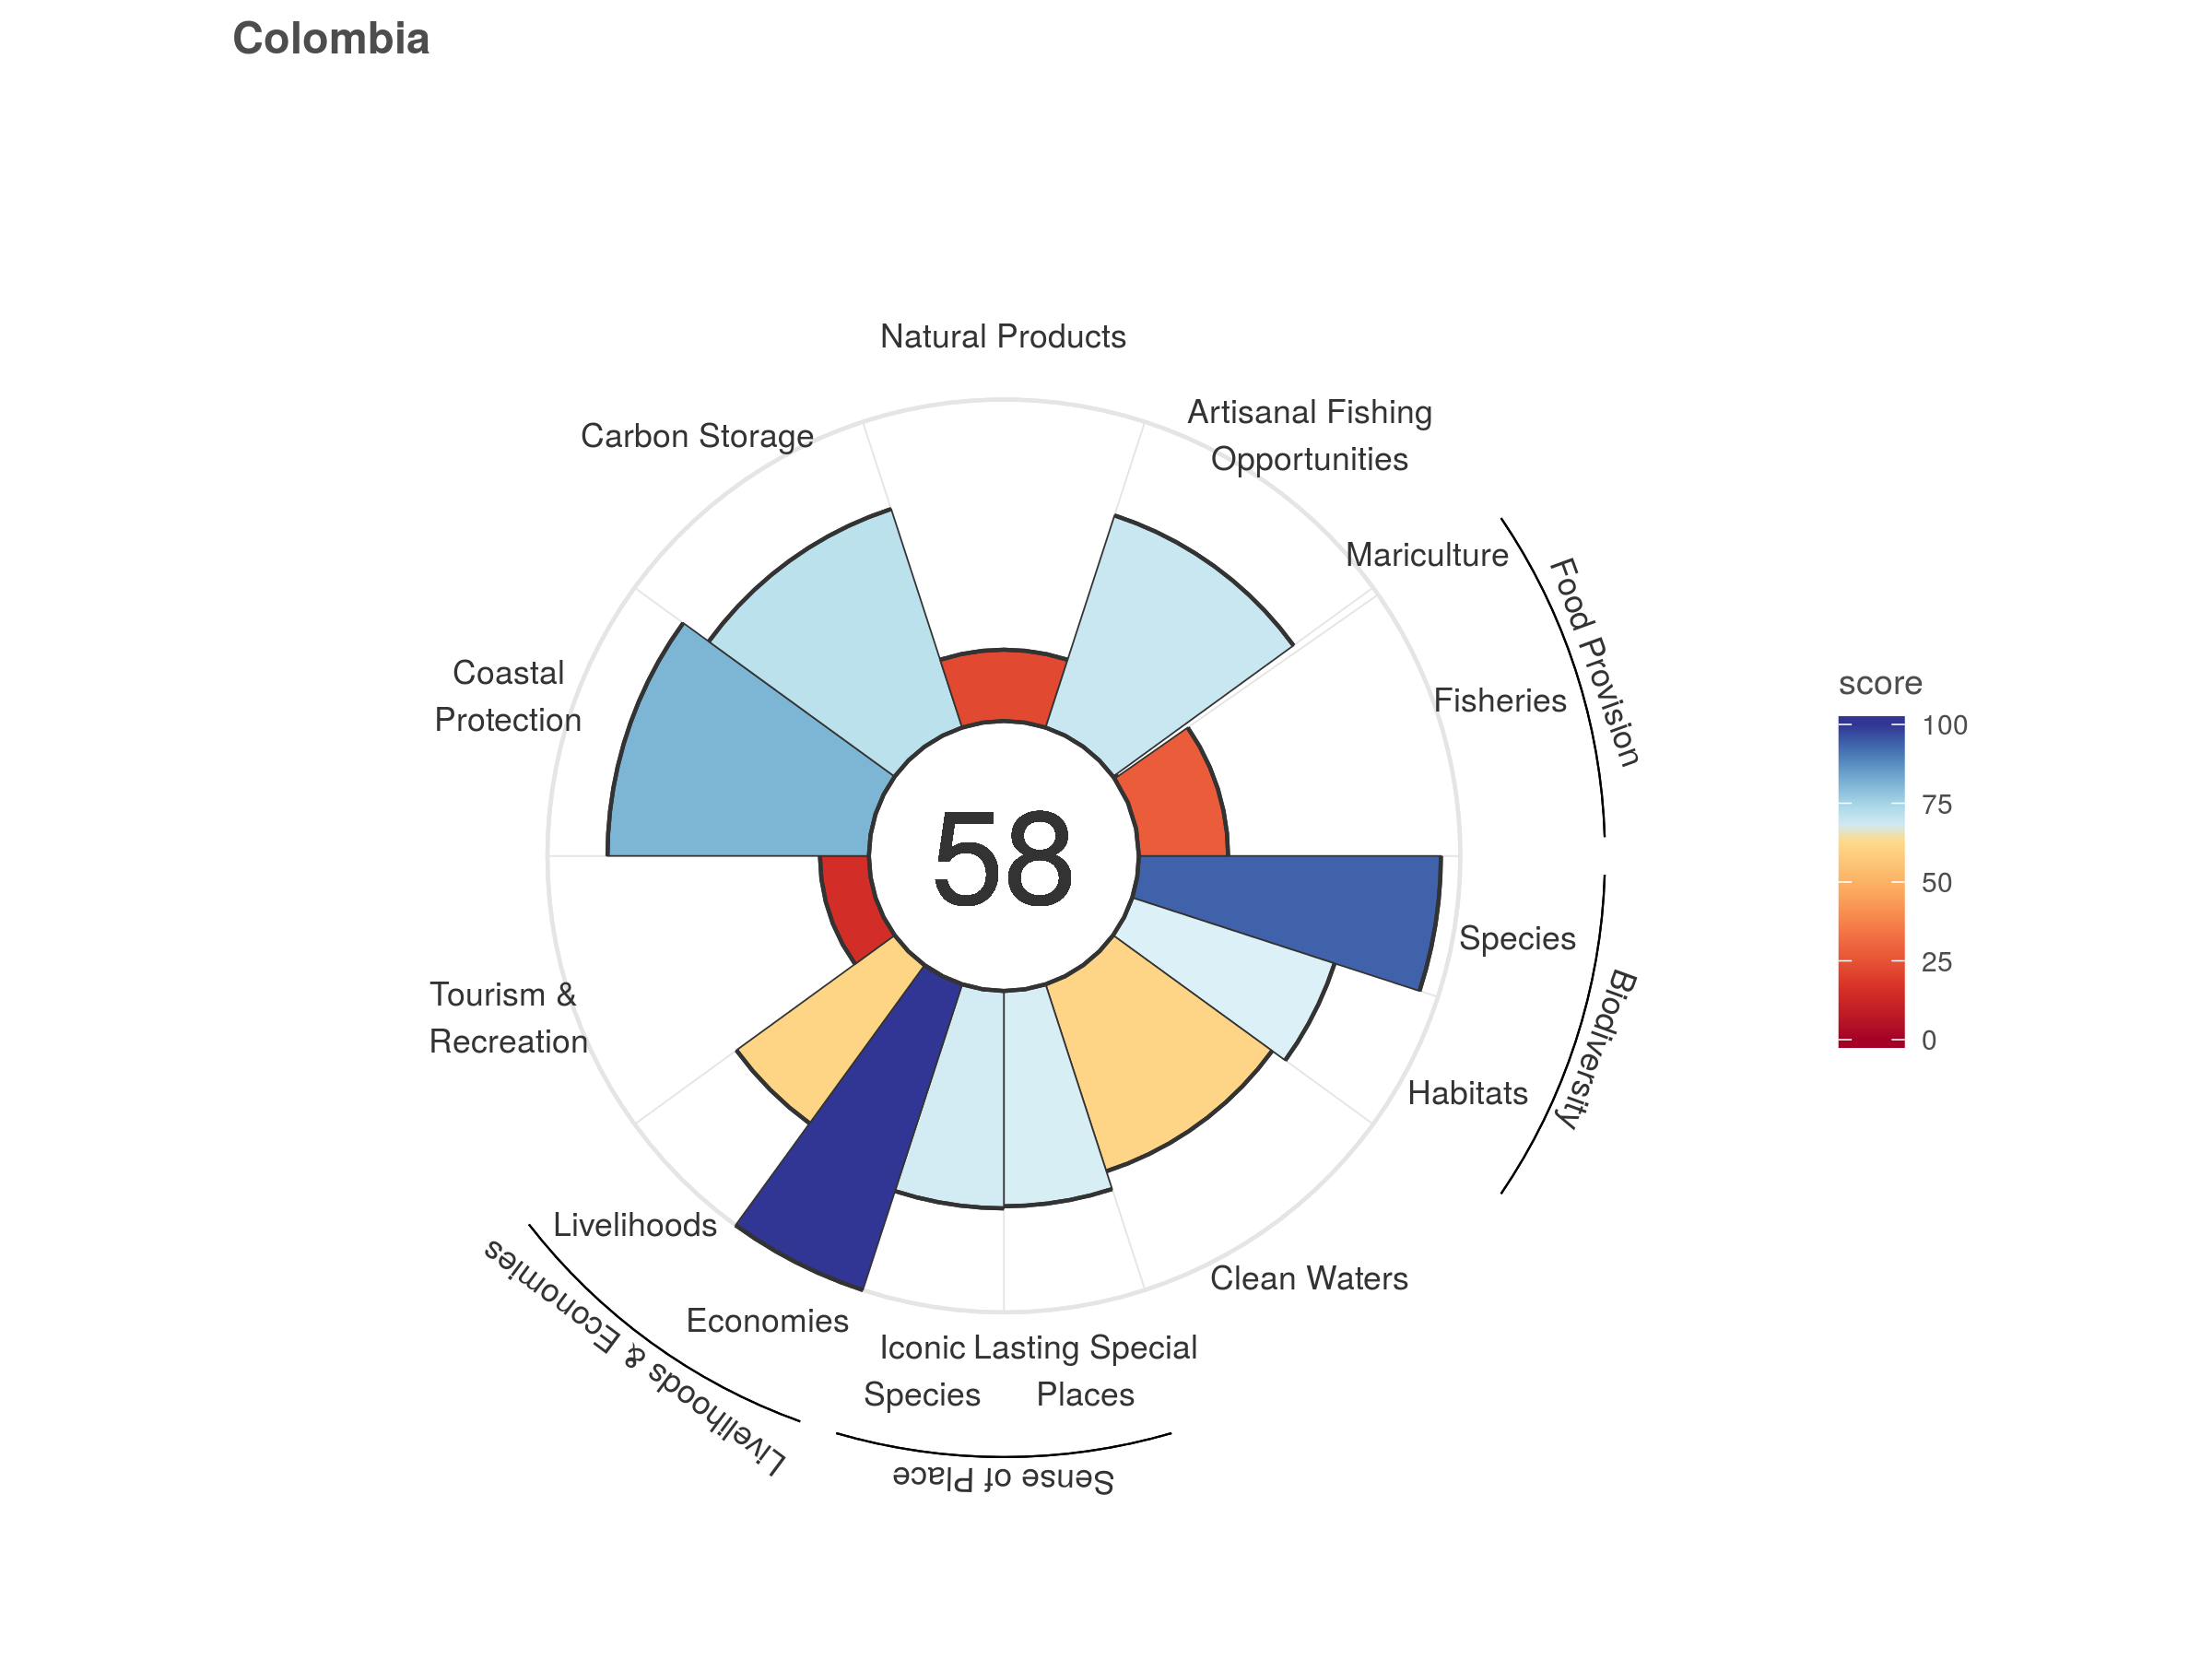 Colombia
Natural Products
Artisanal Fishing
Opportunities
Carbon Storage
Mariculture
Food Provision
Fisheries
Coastal
Protection
score
100
75
50
25
0
58
Species
Biodiversity
Tourism &
Recreation
Habitats
Livelihoods
Clean Waters
Economies
Livelihoods & Economies
Iconic
Species
Lasting Special
Places
Sense of Place